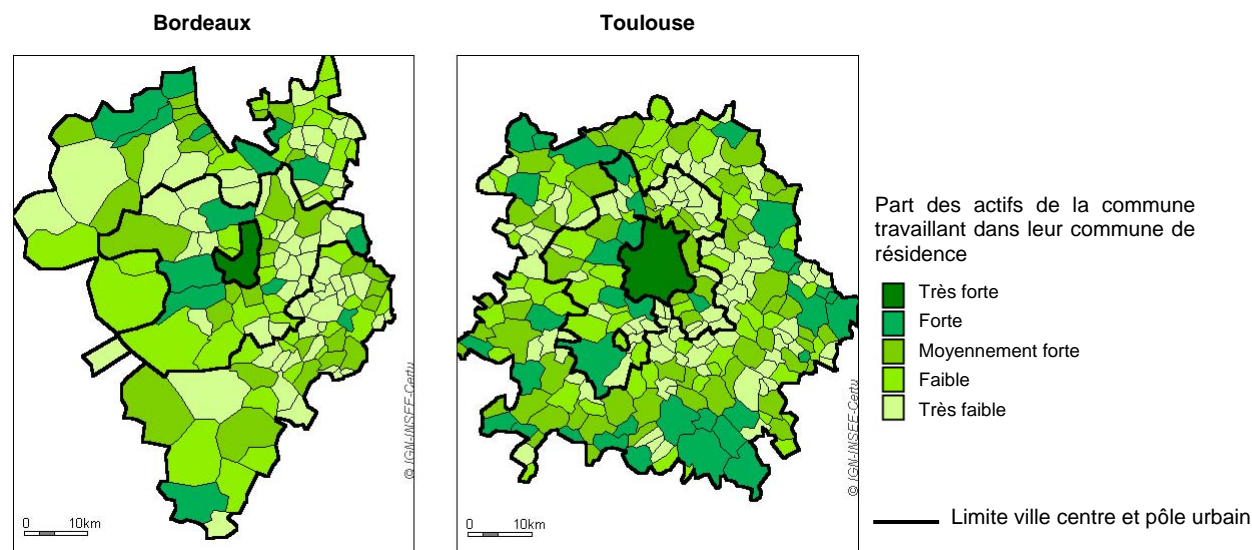 Bordeaux
Toulouse
© IGN-INSEE-Certu
0 10km
© IGN-INSEE-Certu
0 10km
Part des actifs de la commune
travaillant dans leur commune de
résidence
Très forte
Forte
Moyennement forte
Faible
Très faible
Limite ville centre et pôle urbain